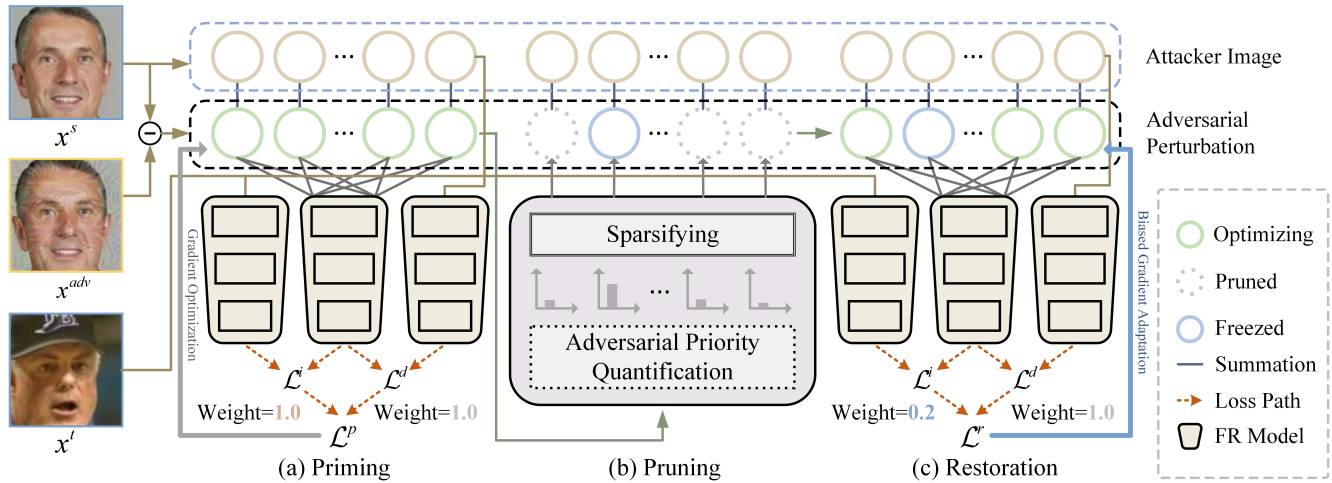 x^s
x^adv
x^t
Attacker Image
Adversarial
Perturbation
...
...
...
...
...
...
Gradient Optimization
Sparsifying
...
Adversarial Priority
Quantification
Biased Gradient Adaptation
ℒ^i
ℒ^d
Weight=1.0
Weight=1.0
ℒ^p
ℒ^i
ℒ^d
Weight=0.2
Weight=1.0
ℒ^r
(a) Priming
(b) Pruning
(c) Restoration
Optimizing
Pruned
Freezed
Summation
Loss Path
FR Model